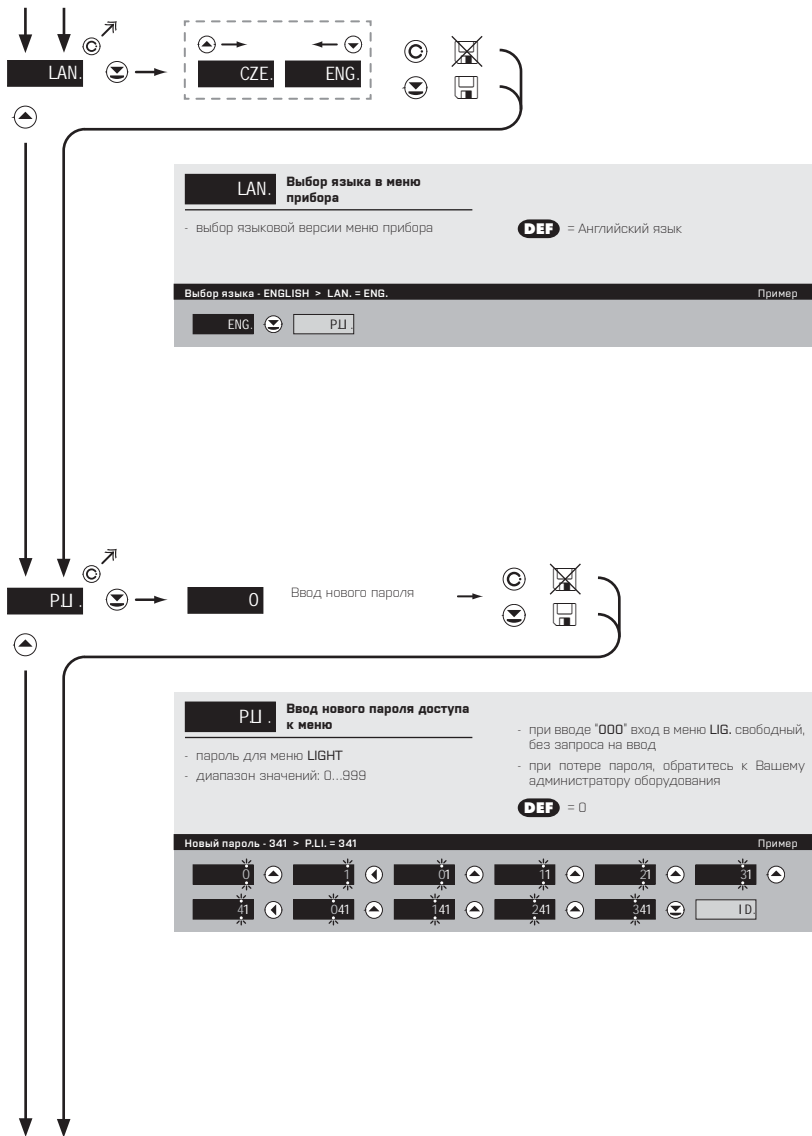 LAN.
CZE.
ENG.
LAN.
Выбор языка в меню
прибора
- выбор языковой версии меню прибора
DEF = Английский язык
Выбор языка - ENGLISH > LAN. = ENG.
Пример
ENG.
P.LI.
P.LI.
0
Ввод нового пароля
P.LI.
Ввод нового пароля доступа
к меню
- пароль для меню LIGHT
- диапазон значений: 0...999
- при вводе "000" вход в меню LIG. свободный,
без запроса на ввод
- при потере пароля, обратитесь к Вашему
администратору оборудования
DEF = 0
Новый пароль - 341 > P.LI. = 341
Пример
0 1 01 11 21 31
41 041 141 241 341 I D.